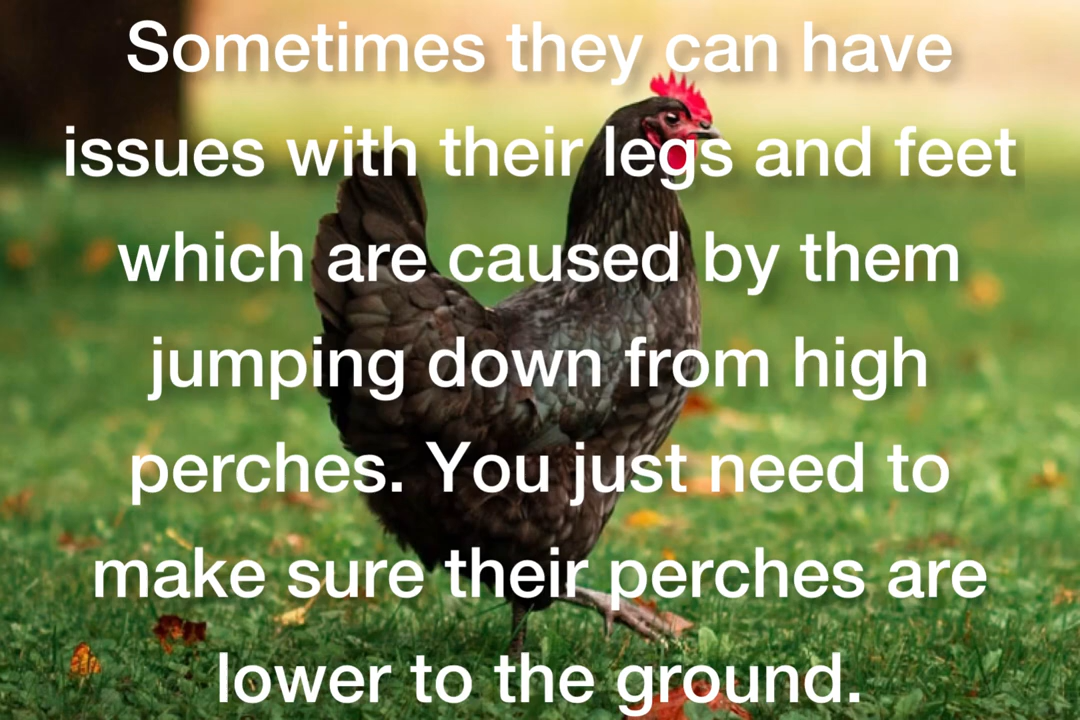 Sometimes they can have
issues with their legs and feet
which are caused by them
jumping down from high
perches. You just need to
make sure their perches are
lower to the ground.